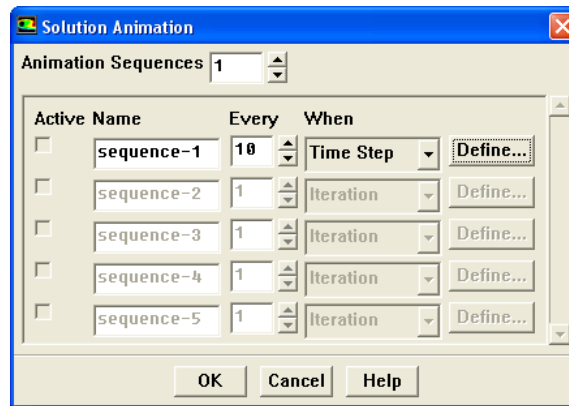 Solution Animation
Animation Sequences 1
Active Name Every When
sequence-1 10 Time Step Define...
sequence-2 1 Iteration Define...
sequence-3 1 Iteration Define...
sequence-4 1 Iteration Define...
sequence-5 1 Iteration Define...
OK Cancel Help